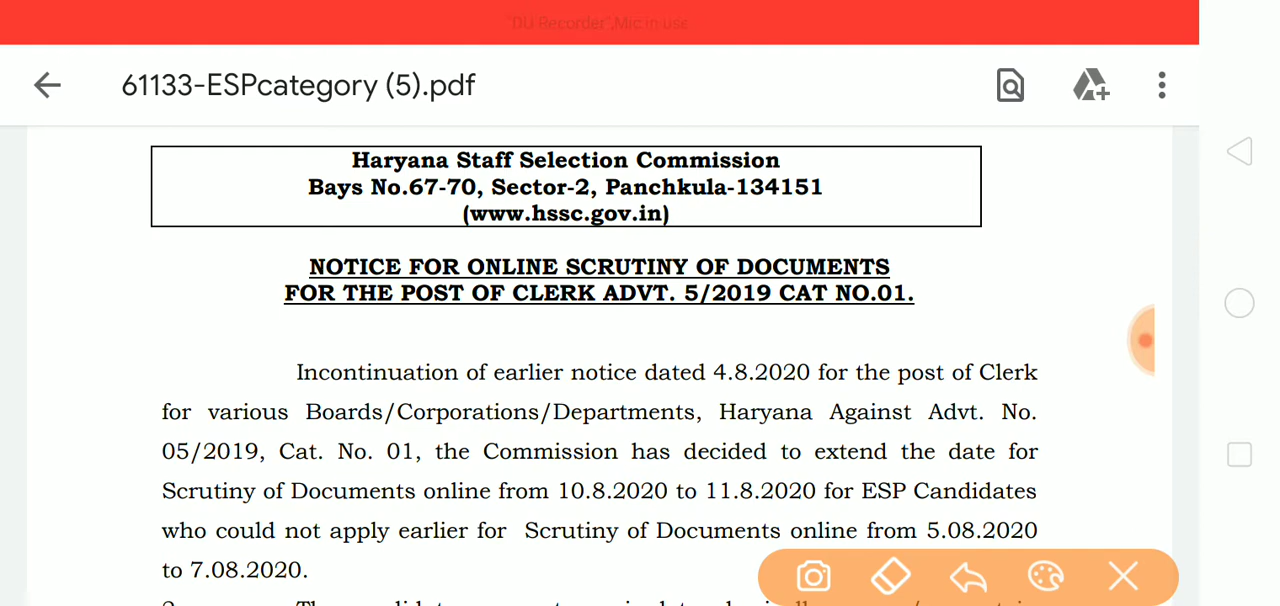 "DU Recorder",Mic in use
61133-ESPcategory (5).pdf
Haryana Staff Selection Commission
Bays No.67-70, Sector-2, Panchkula-134151
(www.hssc.gov.in)
NOTICE FOR ONLINE SCRUTINY OF DOCUMENTS
FOR THE POST OF CLERK ADVT. 5/2019 CAT NO.01.
Incontinuation of earlier notice dated 4.8.2020 for the post of Clerk
for various Boards/Corporations/Departments, Haryana Against Advt. No.
05/2019, Cat. No. 01, the Commission has decided to extend the date for
Scrutiny of Documents online from 10.8.2020 to 11.8.2020 for ESP Candidates
who could not apply earlier for Scrutiny of Documents online from 5.08.2020
to 7.08.2020.